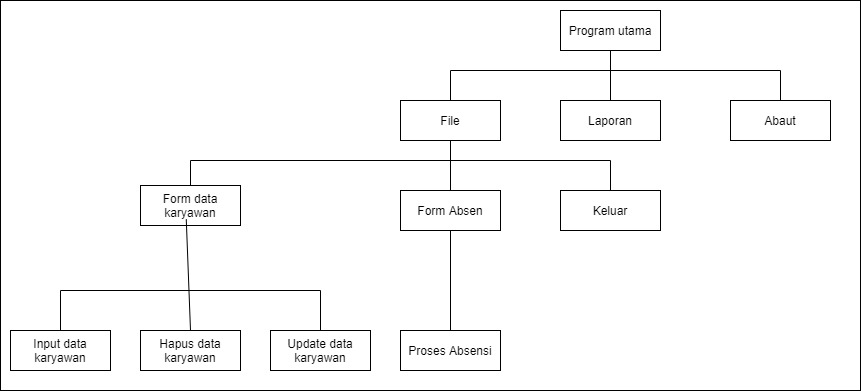 Program utama
File
Laporan
Abaut
Form data
karyawan
Form Absen
Keluar
Input data
karyawan
Hapus data
karyawan
Update data
karyawan
Proses Absensi